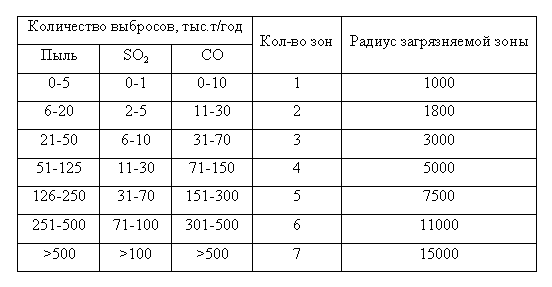 Количество выбросов, тыс.т/год Кол-во зон Радиус загрязняемой зоны
Пыль SO2 CO
0-5 0-1 0-10 1 1000
6-20 2-5 11-30 2 1800
21-50 6-10 31-70 3 3000
51-125 11-30 71-150 4 5000
126-250 31-70 151-300 5 7500
251-500 71-100 301-500 6 11000
>500 >100 >500 7 15000